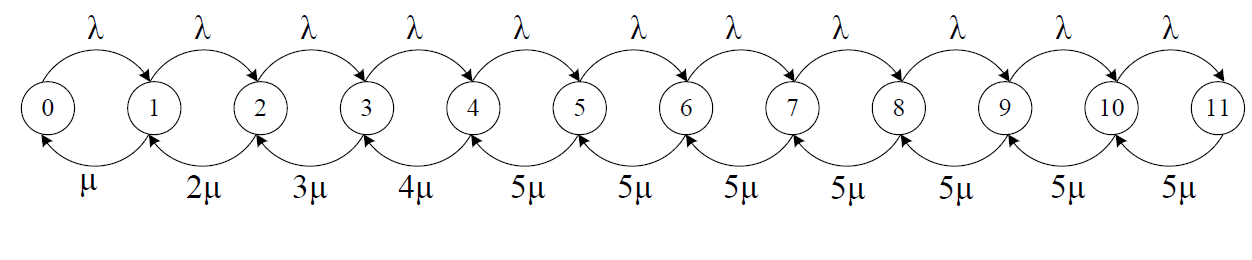 λ λ λ λ λ λ λ λ λ λ λ
0 1 2 3 4 5 6 7 8 9 10 11
μ 2μ 3μ 4μ 5μ 5μ 5μ 5μ 5μ 5μ 5μ